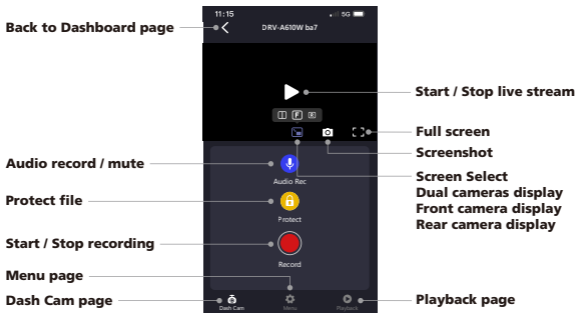 11:15
5G
Back to Dashboard page
DRV-A610W ba7
Start / Stop live stream
F
Full screen
Screenshot
Audio record / mute
Audio Rec
Screen Select
Dual cameras display
Front camera display
Rear camera display
Protect file
Protect
Start / Stop recording
Record
Menu page
Dash Cam page
Dash Cam
Menu
Playback
Playback page